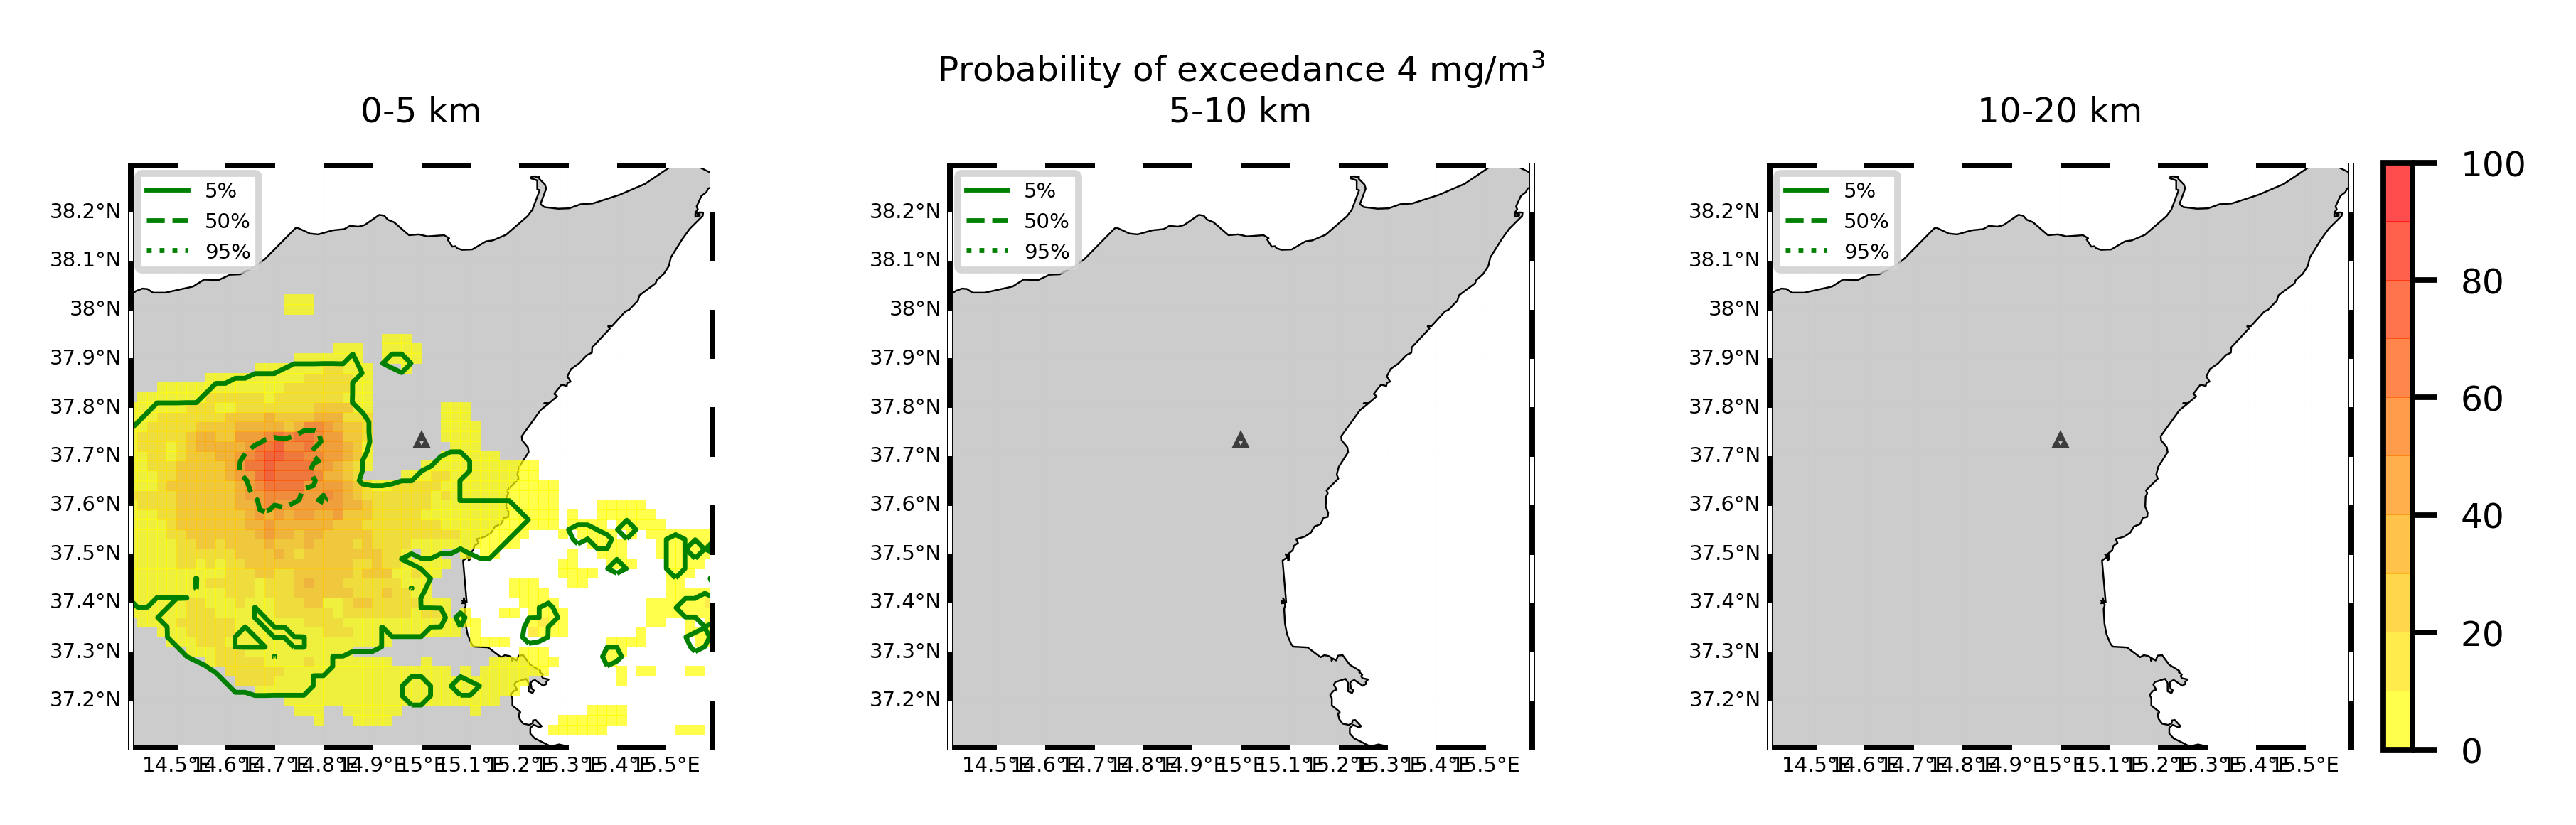 Probability of exceedance 4 mg/m³
0-5 km
5-10 km
10-20 km
5%
50%
95%
38.2°N
38.1°N
38°N
37.9°N
37.8°N
37.7°N
37.6°N
37.5°N
37.4°N
37.3°N
37.2°N
14.5°E 14.6°E 14.7°E 14.8°E 14.9°E 15°E 15.1°E 15.2°E 15.3°E 15.4°E 15.5°E
5%
50%
95%
38.2°N
38.1°N
38°N
37.9°N
37.8°N
37.7°N
37.6°N
37.5°N
37.4°N
37.3°N
37.2°N
14.5°E 14.6°E 14.7°E 14.8°E 14.9°E 15°E 15.1°E 15.2°E 15.3°E 15.4°E 15.5°E
5%
50%
95%
38.2°N
38.1°N
38°N
37.9°N
37.8°N
37.7°N
37.6°N
37.5°N
37.4°N
37.3°N
37.2°N
14.5°E 14.6°E 14.7°E 14.8°E 14.9°E 15°E 15.1°E 15.2°E 15.3°E 15.4°E 15.5°E
100
80
60
40
20
0